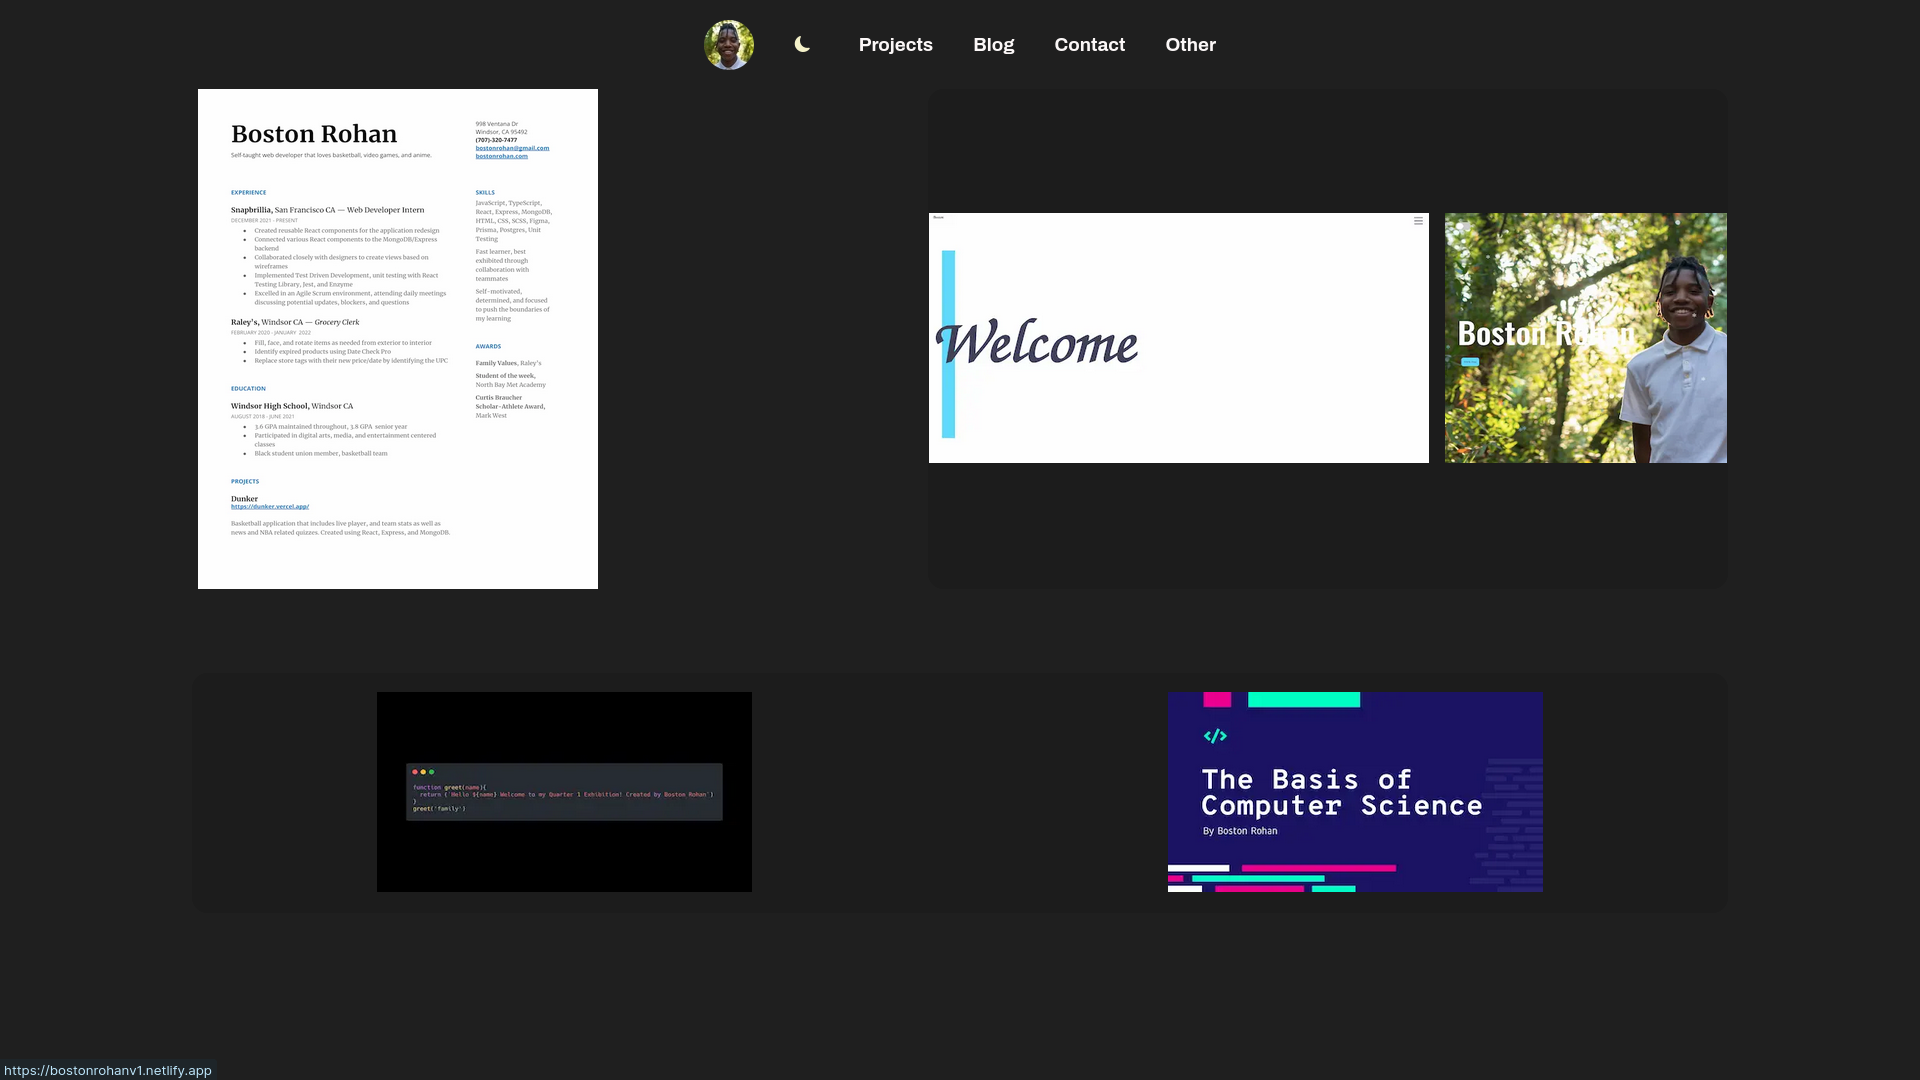 Projects
Blog
Contact
Other
Boston Rohan
Self-taught web developer that loves basketball, video games, and anime.
998 Ventana Dr
Windsor, CA 95492
(707)-320-7477
bostonrohan@gmail.com
bostonrohan.com
EXPERIENCE
Snapbrillia, San Francisco CA — Web Developer Intern
DECEMBER 2021 - PRESENT
Created reusable React components for the application redesign
Connected various React components to the MongoDB/Express
backend
Collaborated closely with designers to create views based on
wireframes
Implemented Test Driven Development, unit testing with React
Testing Library, Jest, and Enzyme
Excelled in an Agile Scrum environment, attending daily meetings
discussing potential updates, blockers, and questions
Raley's, Windsor CA — Grocery Clerk
FEBRUARY 2020 - JANUARY 2022
Fill, face, and rotate items as needed from exterior to interior
Identify expired products using Date Check Pro
Replace store tags with their new price/date by identifying the UPC
EDUCATION
Windsor High School, Windsor CA
AUGUST 2018 - JUNE 2021
3.6 GPA maintained throughout, 3.8 GPA senior year
Participated in digital arts, media, and entertainment centered
classes
Black student union member, basketball team
PROJECTS
Dunker
https://dunker.vercel.app/
Basketball application that includes live player, and team stats as well as
news and NBA related quizzes. Created using React, Express, and MongoDB.
SKILLS
JavaScript, TypeScript,
React, Express, MongoDB,
HTML, CSS, SCSS, Figma,
Prisma, Postgres, Unit
Testing
Fast learner, best
exhibited through
collaboration with
teammates
Self-motivated,
determined, and focused
to push the boundaries of
my learning
AWARDS
Family Values, Raley's
Student of the week,
North Bay Met Academy
Curtis Braucher
Scholar-Athlete Award,
Mark West
Welcome
Boston Rohan
function greet(name){
return (`Hello ${name} Welcome to my Quarter 1 Exhibition! Created by Boston Rohan`)
}
greet('family')
</>
The Basis of
Computer Science
By Boston Rohan
https://bostonrohanv1.netlify.app